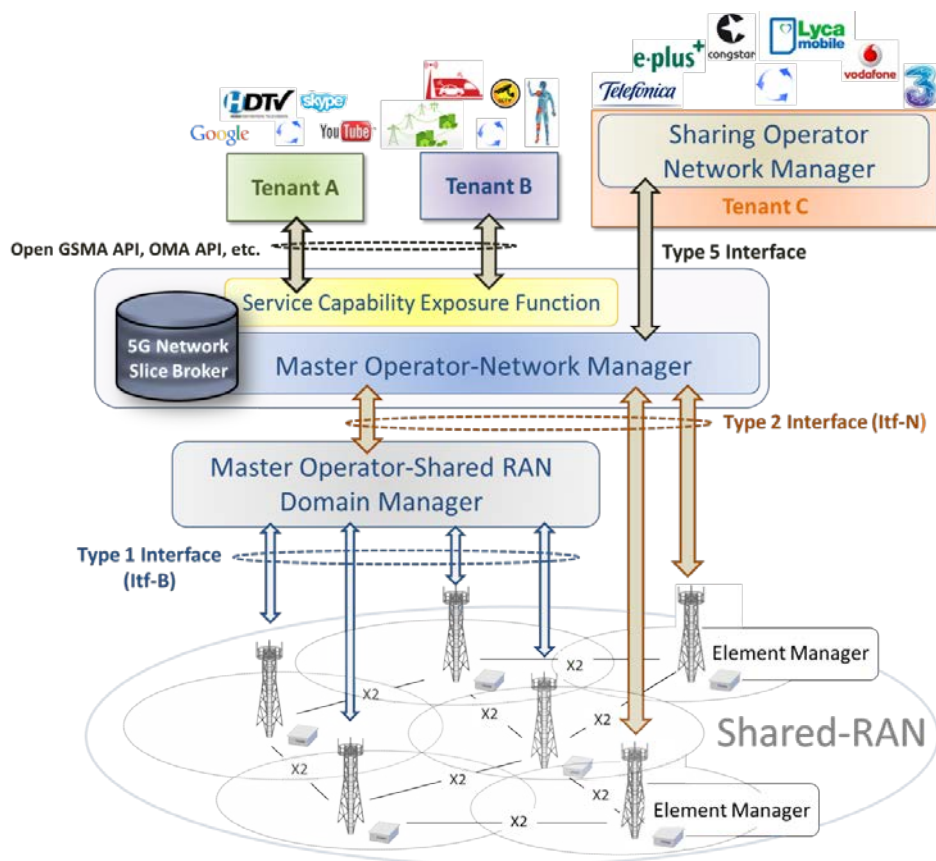 Lyca
mobile
congstar
e·plus+
vodafone
HDTV
skype
Telefónica
3
CCTV
Google
YouTube
Sharing Operator
Network Manager
Tenant A
Tenant B
Tenant C
Open GSMA API, OMA API, etc.
Type 5 Interface
Service Capability Exposure Function
5G Network
Slice Broker
Master Operator-Network Manager
Type 2 Interface (Itf-N)
Master Operator-Shared RAN
Domain Manager
Type 1 Interface
(Itf-B)
Element Manager
X2
X2
X2
X2
X2
Shared-RAN
X2
X2
X2
Element Manager
X2